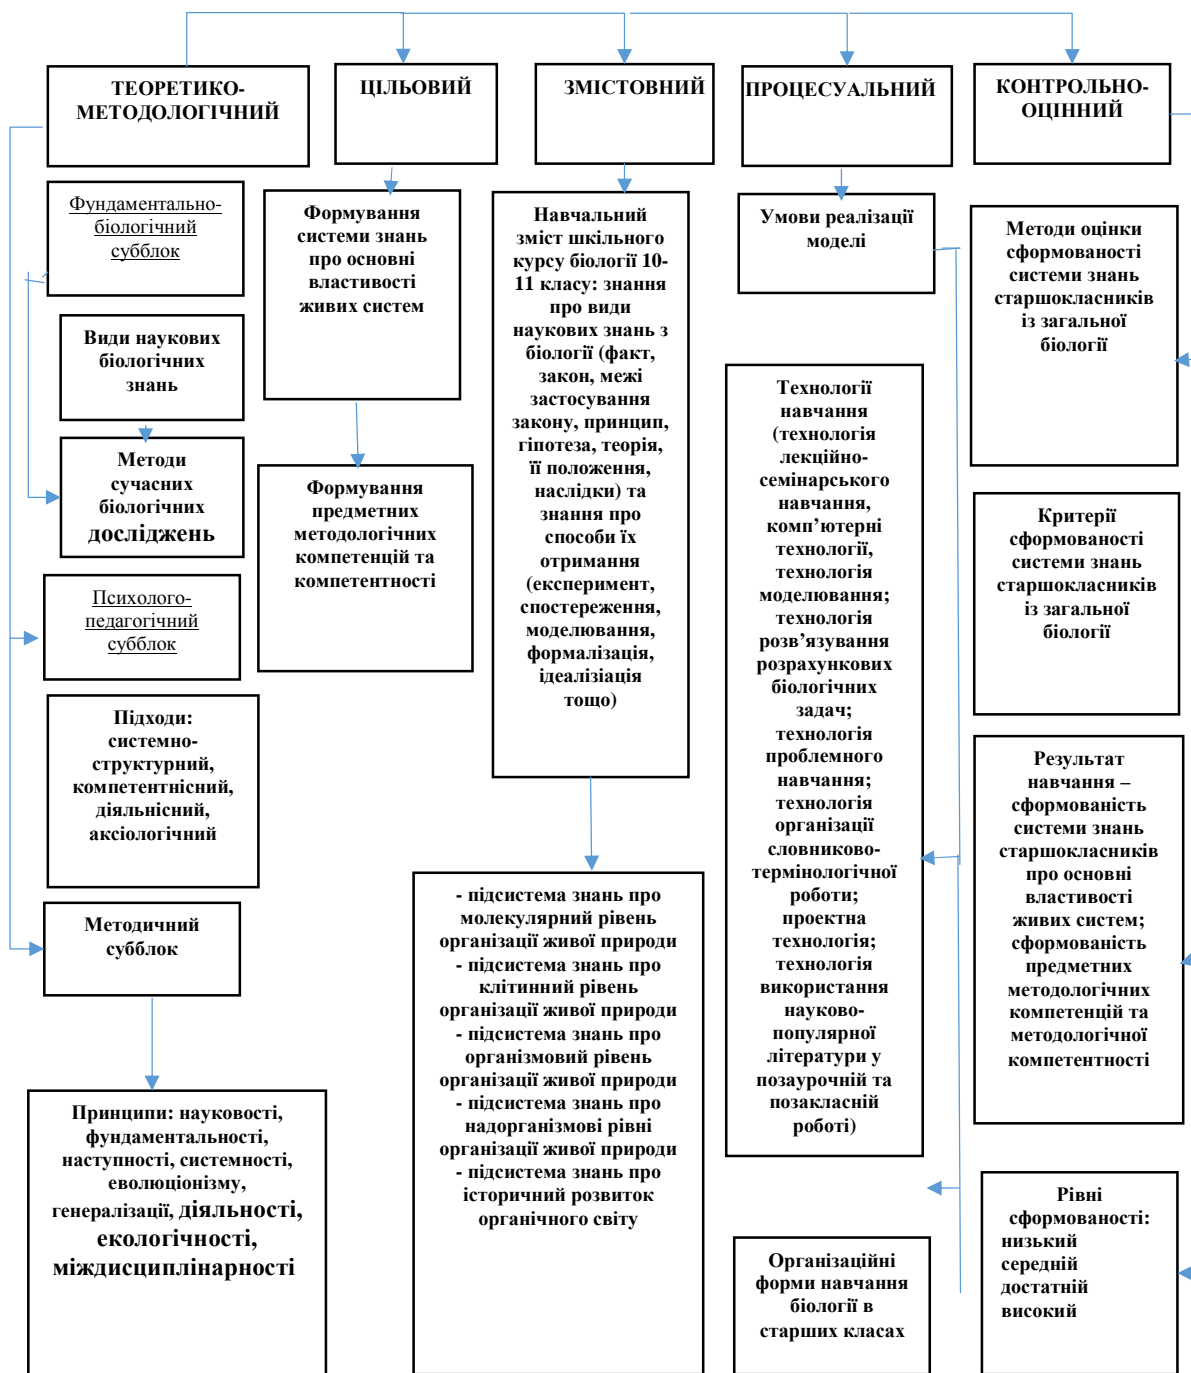 ТЕОРЕТИКО-
МЕТОДОЛОГІЧНИЙ
ЦІЛЬОВИЙ
ЗМІСТОВНИЙ
ПРОЦЕСУАЛЬНИЙ
КОНТРОЛЬНО-
ОЦІННИЙ
Фундаментально-
біологічний
субблок
Види наукових
біологічних
знань
Методи
сучасних
біологічних
досліджень
Психолого-
педагогічний
субблок
Підходи:
системно-
структурний,
компетентнісний,
діяльнісний,
аксіологічний
Методичний
субблок
Принципи: науковості,
фундаментальності,
наступності, системності,
еволюціонізму,
генералізації, діяльності,
екологічності,
міждисциплінарності
Формування
системи знань
про основні
властивості
живих систем
Формування
предметних
методологічних
компетенцій та
компетентності
Навчальний
зміст шкільного
курсу біології 10-
11 класу: знання
про види
наукових знань з
біології (факт,
закон, межі
застосування
закону, принцип,
гіпотеза, теорія,
її положення,
наслідки) та
знання про
способи їх
отримання
(експеримент,
спостереження,
моделювання,
формалізація,
ідеалізіація
тощо)
- підсистема знань про
молекулярний рівень
організації живої природи
- підсистема знань про
клітинний рівень
організації живої природи
- підсистема знань про
організмовий рівень
організації живої природи
- підсистема знань про
надорганізмові рівні
організації живої природи
- підсистема знань про
історичний розвиток
органічного світу
Умови реалізації
моделі
Технології
навчання
(технологія
лекційно-
семінарського
навчання,
комп’ютерні
технології,
технологія
моделювання;
технологія
розв’язування
розрахункових
біологічних
задач;
технологія
проблемного
навчання;
технологія
організації
словниково-
термінологічної
роботи;
проектна
технологія;
технологія
використання
науково-
популярної
літератури у
позаурочній та
позакласній
роботі)
Організаційні
форми навчання
біології в
старших класах
Методи оцінки
сформованості
системи знань
старшокласників
із загальної
біології
Критерії
сформованості
системи знань
старшокласників
із загальної
біології
Результат
навчання –
сформованість
системи знань
старшокласників
про основні
властивості
живих систем;
сформованість
предметних
методологічних
компетенцій та
методологічної
компетентності
Рівні
сформованості:
низький
середній
достатній
високий